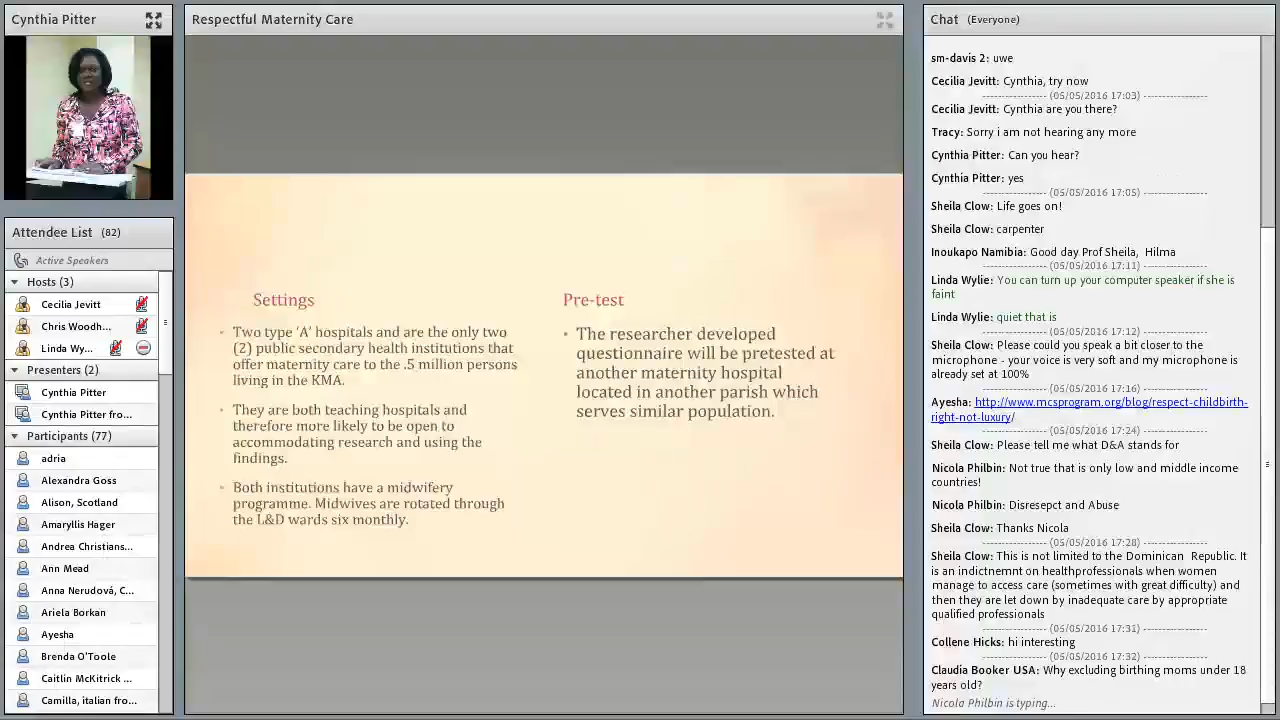 Cynthia Pitter
Attendee List (82)
Active Speakers
Hosts (3)
Cecilia Jevitt
Chris Woodh...
Linda Wy...
Presenters (2)
Cynthia Pitter
Cynthia Pitter fro...
Participants (77)
adria
Alexandra Goss
Alison, Scotland
Amaryllis Hager
Andrea Christians...
Ann Mead
Anna Nerudová, C...
Ariela Borkan
Ayesha
Brenda O'Toole
Caitlin McKitrick ...
Camilla, italian fro...
Respectful Maternity Care
Settings
• Two type ‘A’ hospitals and are the only two
(2) public secondary health institutions that
offer maternity care to the .5 million persons
living in the KMA.
• They are both teaching hospitals and
therefore more likely to be open to
accommodating research and using the
findings.
• Both institutions have a midwifery
programme. Midwives are rotated through
the L&D wards six monthly.
Pre-test
• The researcher developed
questionnaire will be pretested at
another maternity hospital
located in another parish which
serves similar population.
Chat (Everyone)
sm-davis 2: uwe
Cecilia Jevitt: Cynthia, try now
---------------- (05/05/2016 17:03) ----------------
Cecilia Jevitt: Cynthia are you there?
Tracy: Sorry i am not hearing any more
Cynthia Pitter: Can you hear?
Cynthia Pitter: yes
---------------- (05/05/2016 17:05) ----------------
Sheila Clow: Life goes on!
Sheila Clow: carpenter
Inoukapo Namibia: Good day Prof Sheila, Hilma
---------------- (05/05/2016 17:11) ----------------
Linda Wylie: You can turn up your computer speaker if she is
faint
Linda Wylie: quiet that is
---------------- (05/05/2016 17:12) ----------------
Sheila Clow: Please could you speak a bit closer to the
microphone - your voice is very soft and my microphone is
already set at 100%
---------------- (05/05/2016 17:16) ----------------
Ayesha: http://www.mcsprogram.org/blog/respect-childbirth-
right-not-luxury/
---------------- (05/05/2016 17:24) ----------------
Sheila Clow: Please tell me what D&A stands for
Nicola Philbin: Not true that is only low and middle income
countries!
Nicola Philbin: Disresepct and Abuse
Sheila Clow: Thanks Nicola
---------------- (05/05/2016 17:28) ----------------
Sheila Clow: This is not limited to the Dominican Republic. It
is an indictmemnt on healthprofessionals when women
manage to access care (sometimes with great difficulty) and
then they are let down by inadequate care by appropriate
qualified professionals
---------------- (05/05/2016 17:31) ----------------
Collene Hicks: hi interesting
---------------- (05/05/2016 17:32) ----------------
Claudia Booker USA: Why excluding birthing moms under 18
years old?
Nicola Philbin is typing...